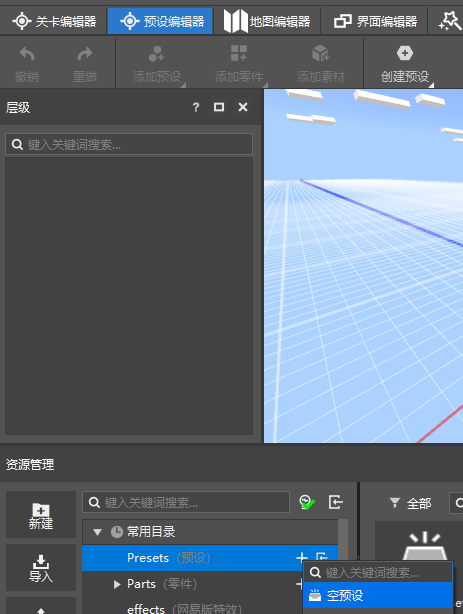 关卡编辑器 预设编辑器 地图编辑器 界面编辑器
撤销 重做 添加预设 添加零件 添加素材 创建预设
层级 ?
键入关键词搜索...
资源管理
新建
键入关键词搜索...
全部
常用目录
Presets (预设)
导入
Parts (零件)
effects (网易版特效)
键入关键词搜索...
空预设